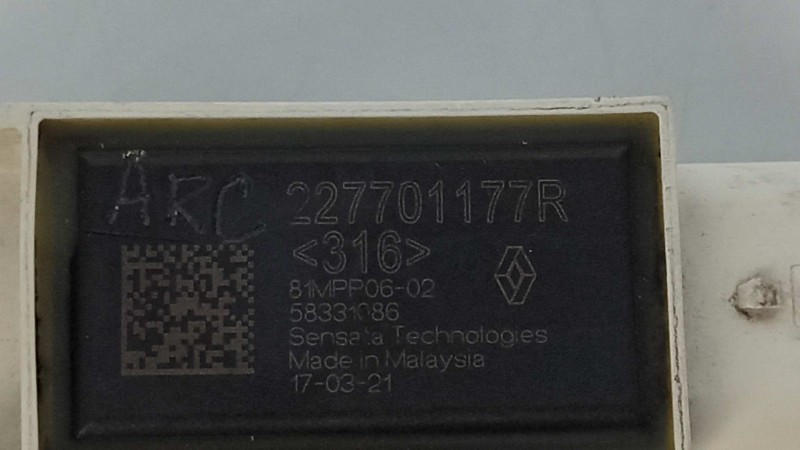 ARC 227701177R
<316>
81MPP06-02
58331086
Sensata Technologies
Made in Malaysia
17-03-21